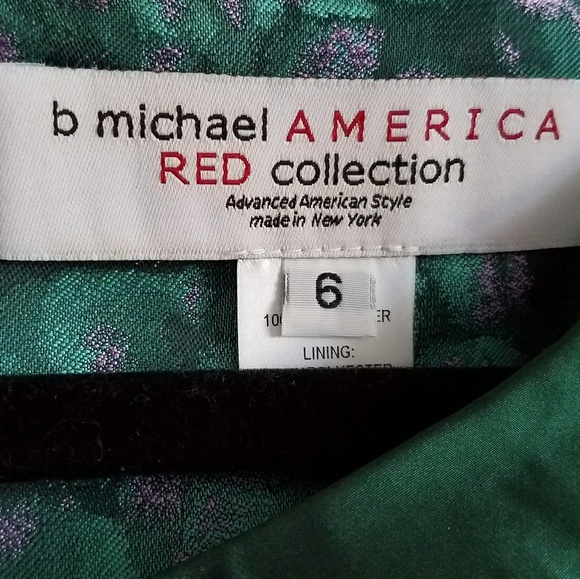 b michael AMERICA
RED collection
Advanced American Style
made in New York
6
LINING: